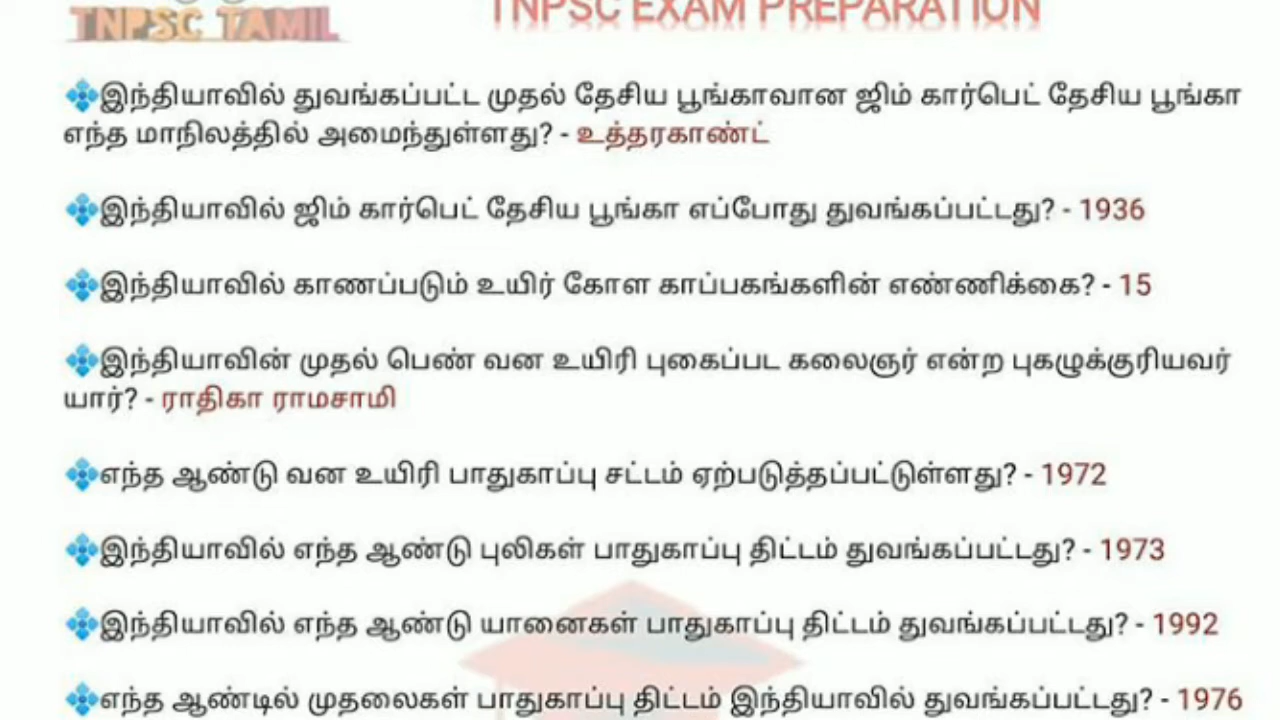 TNPSC TAMIL
TNPSC EXAM PREPARATION
இந்தியாவில் துவங்கப்பட்ட முதல் தேசிய பூங்காவான ஜிம் கார்பெட் தேசிய பூங்கா
எந்த மாநிலத்தில் அமைந்துள்ளது? - உத்தரகாண்ட்
இந்தியாவில் ஜிம் கார்பெட் தேசிய பூங்கா எப்போது துவங்கப்பட்டது? - 1936
இந்தியாவில் காணப்படும் உயிர் கோள காப்பகங்களின் எண்ணிக்கை? - 15
இந்தியாவின் முதல் பெண் வன உயிரி புகைப்பட கலைஞர் என்ற புகழுக்குரியவர்
யார்? - ராதிகா ராமசாமி
எந்த ஆண்டு வன உயிரி பாதுகாப்பு சட்டம் ஏற்படுத்தப்பட்டுள்ளது? - 1972
இந்தியாவில் எந்த ஆண்டு புலிகள் பாதுகாப்பு திட்டம் துவங்கப்பட்டது? - 1973
இந்தியாவில் எந்த ஆண்டு யானைகள் பாதுகாப்பு திட்டம் துவங்கப்பட்டது? - 1992
எந்த ஆண்டில் முதலைகள் பாதுகாப்பு திட்டம் இந்தியாவில் துவங்கப்பட்டது? - 1976